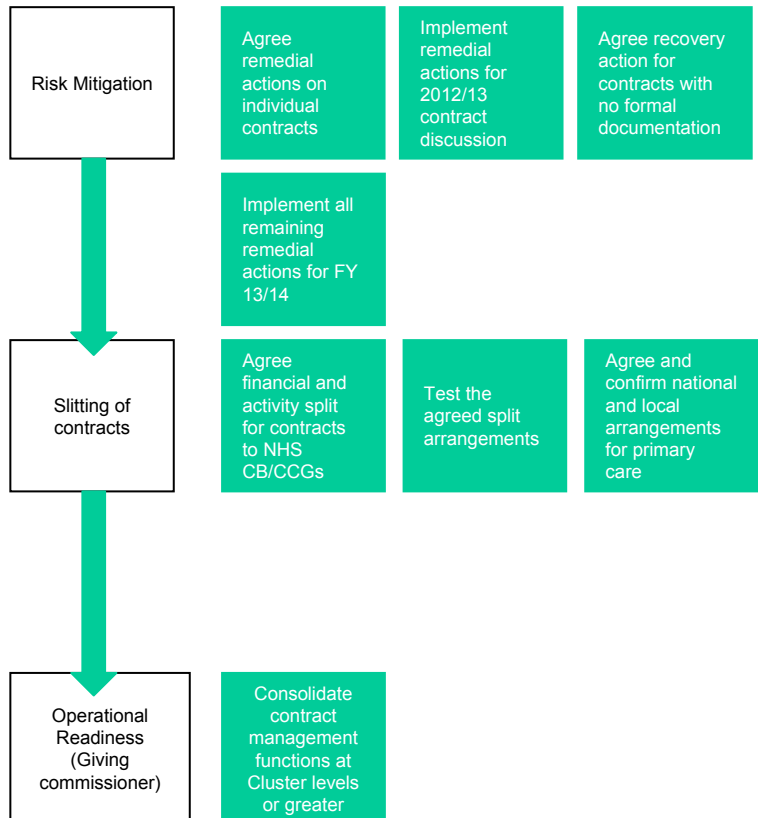 Risk Mitigation
Agree
remedial
actions on
individual
contracts
Implement
remedial
actions for
2012/13
contract
discussion
Agree recovery
action for
contracts with
no formal
documentation
Implement all
remaining
remedial
actions for FY
13/14
Slitting of
contracts
Agree
financial and
activity split
for contracts
to NHS
CB/CCGs
Test the
agreed split
arrangements
Agree and
confirm national
and local
arrangements
for primary
care
Operational
Readiness
(Giving
commissioner)
Consolidate
contract
management
functions at
Cluster levels
or greater